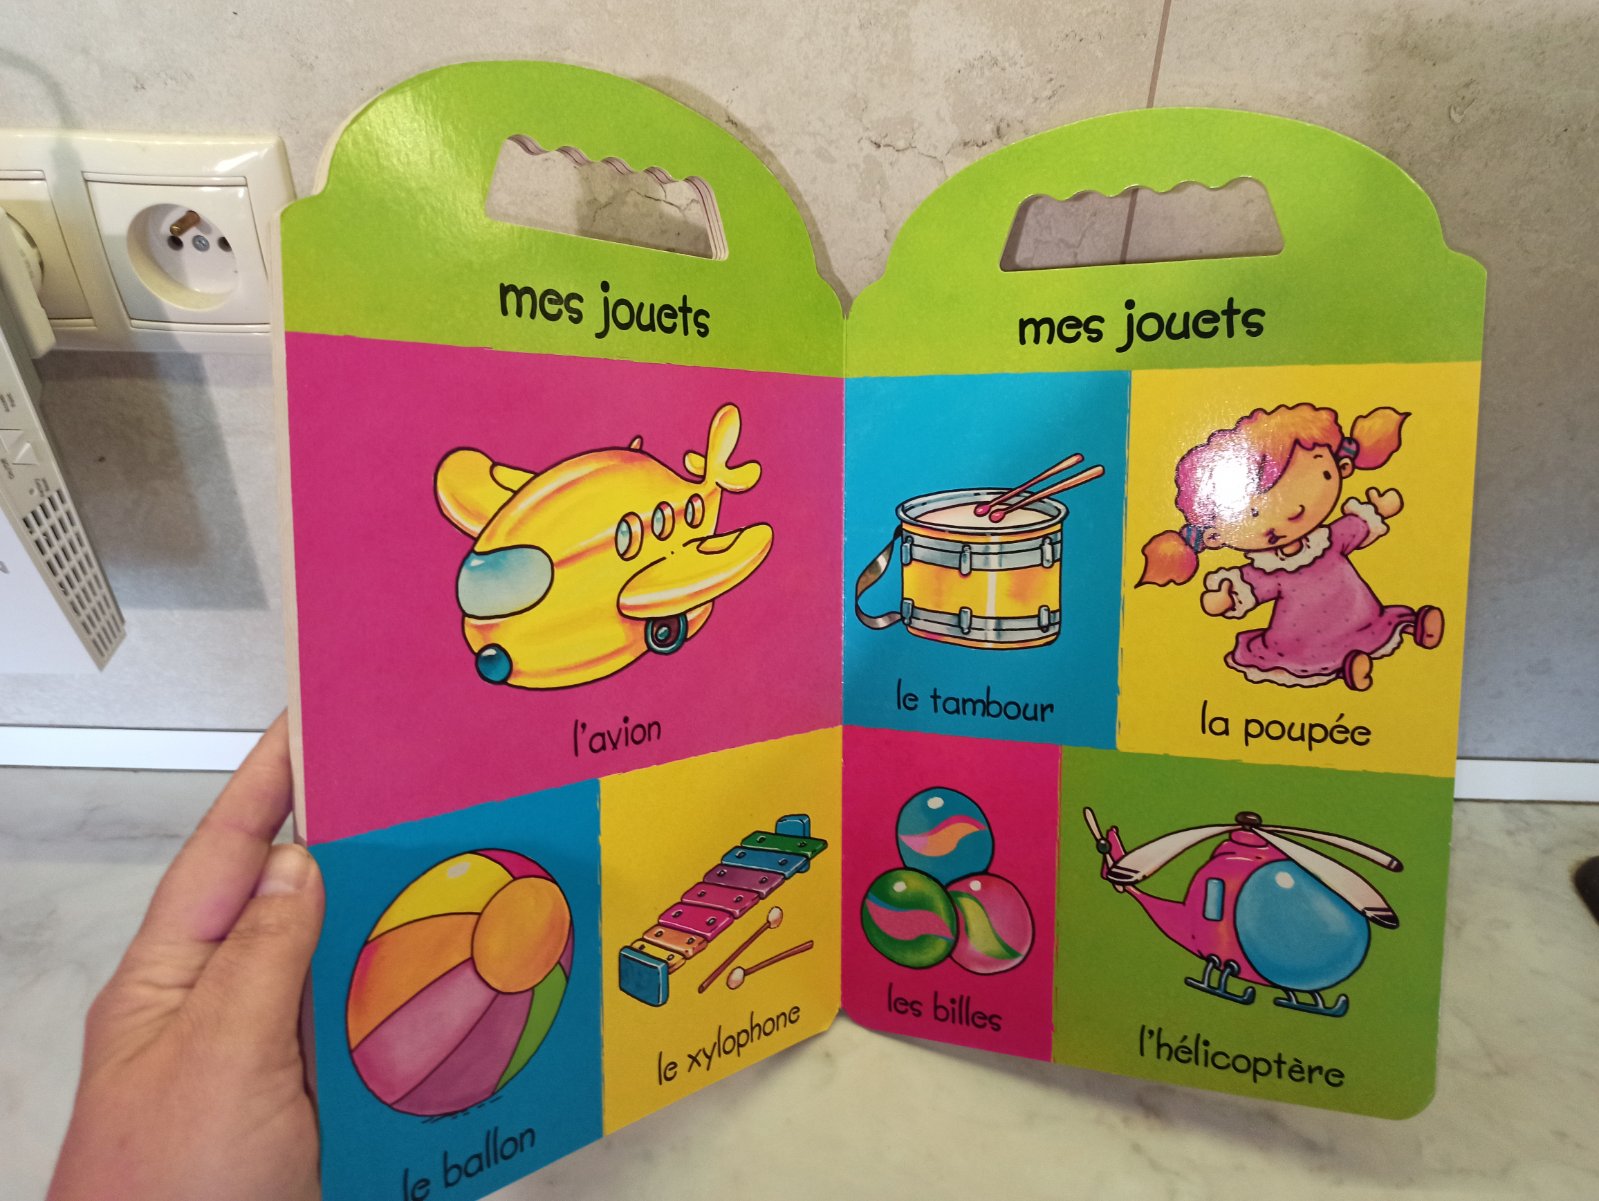 mes jouets
l'avion
le ballon
le xylophone
mes jouets
le tambour
la poupée
les billes
l'hélicoptère